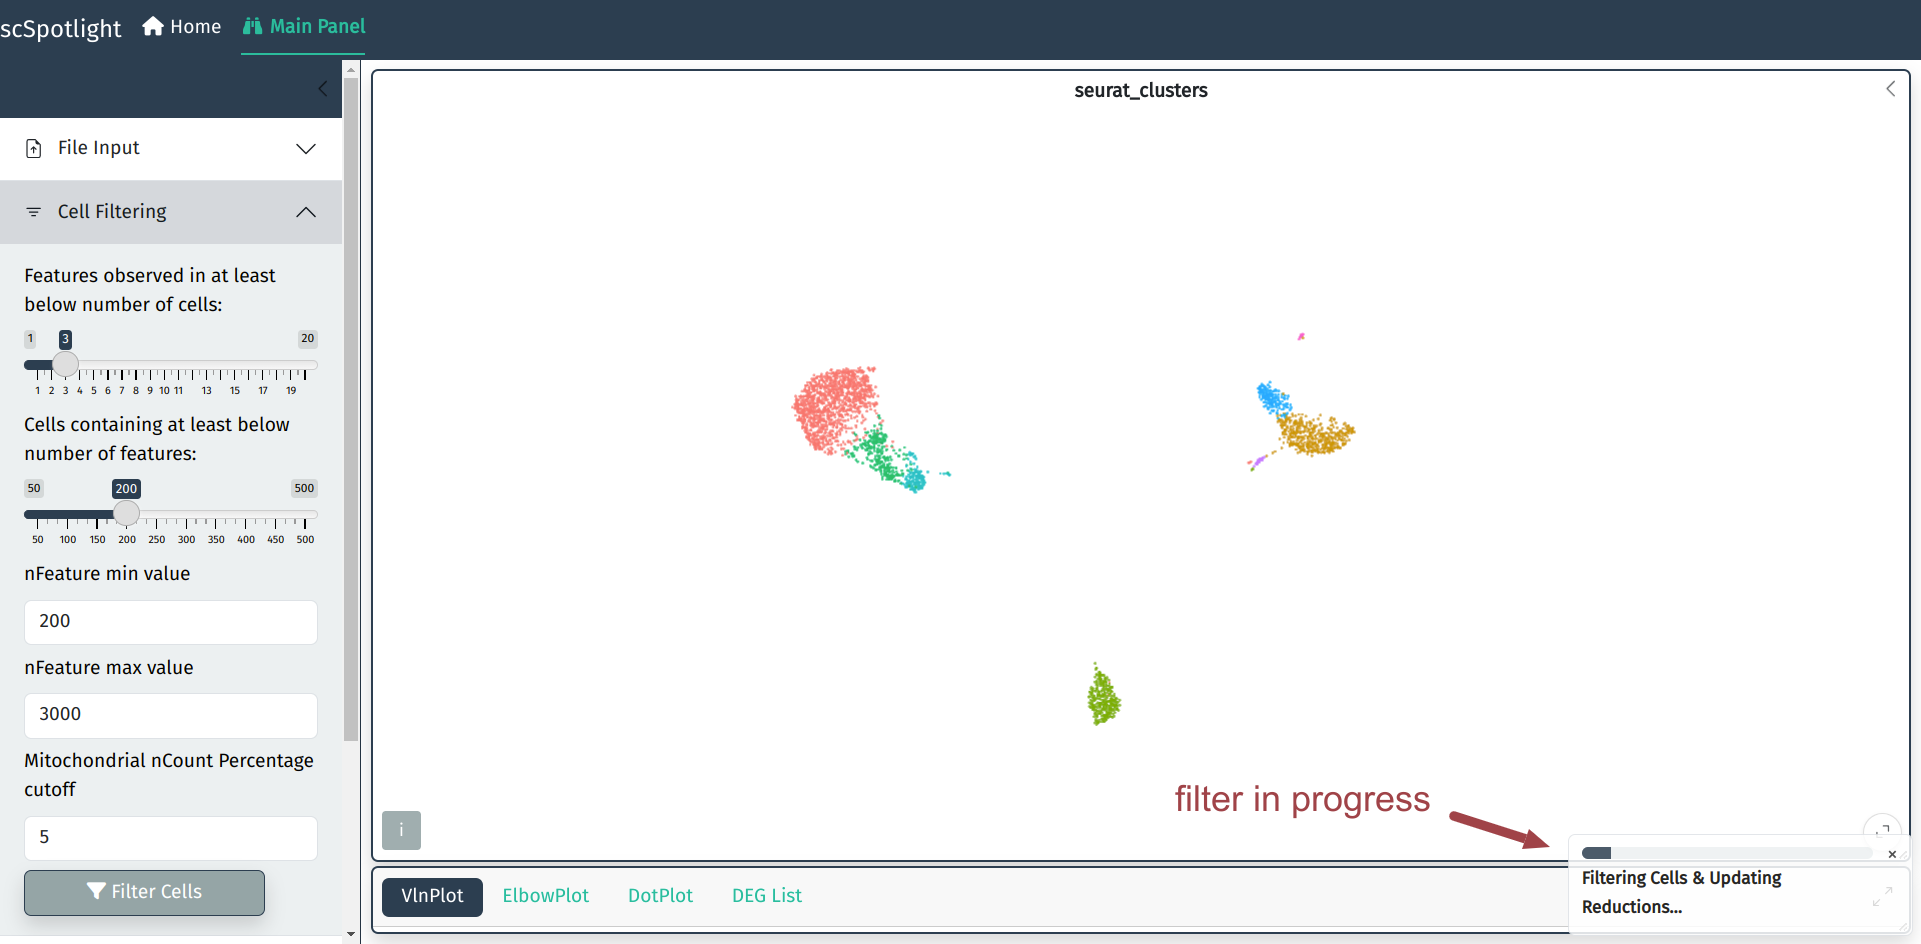 scSpotlight
Home
Main Panel
File Input
Cell Filtering
Features observed in at least
below number of cells:
1 3 20
1 2 3 4 5 6 7 8 9 10 11 13 15 17 19
Cells containing at least below
number of features:
50 200 500
50 100 150 200 250 300 350 400 450 500
nFeature min value
200
nFeature max value
3000
Mitochondrial nCount Percentage
cutoff
5
Filter Cells
seurat_clusters
i
filter in progress
VlnPlot
ElbowPlot
DotPlot
DEG List
×
Filtering Cells & Updating
Reductions...